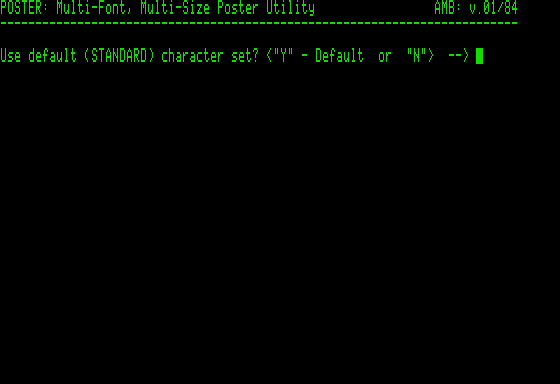 POSTER: Multi-Font, Multi-Size Poster Utility                 AMB: v.01/84
--------------------------------------------------------------------------
Use default (STANDARD) character set? <"Y" - Default  or  "N">  -->